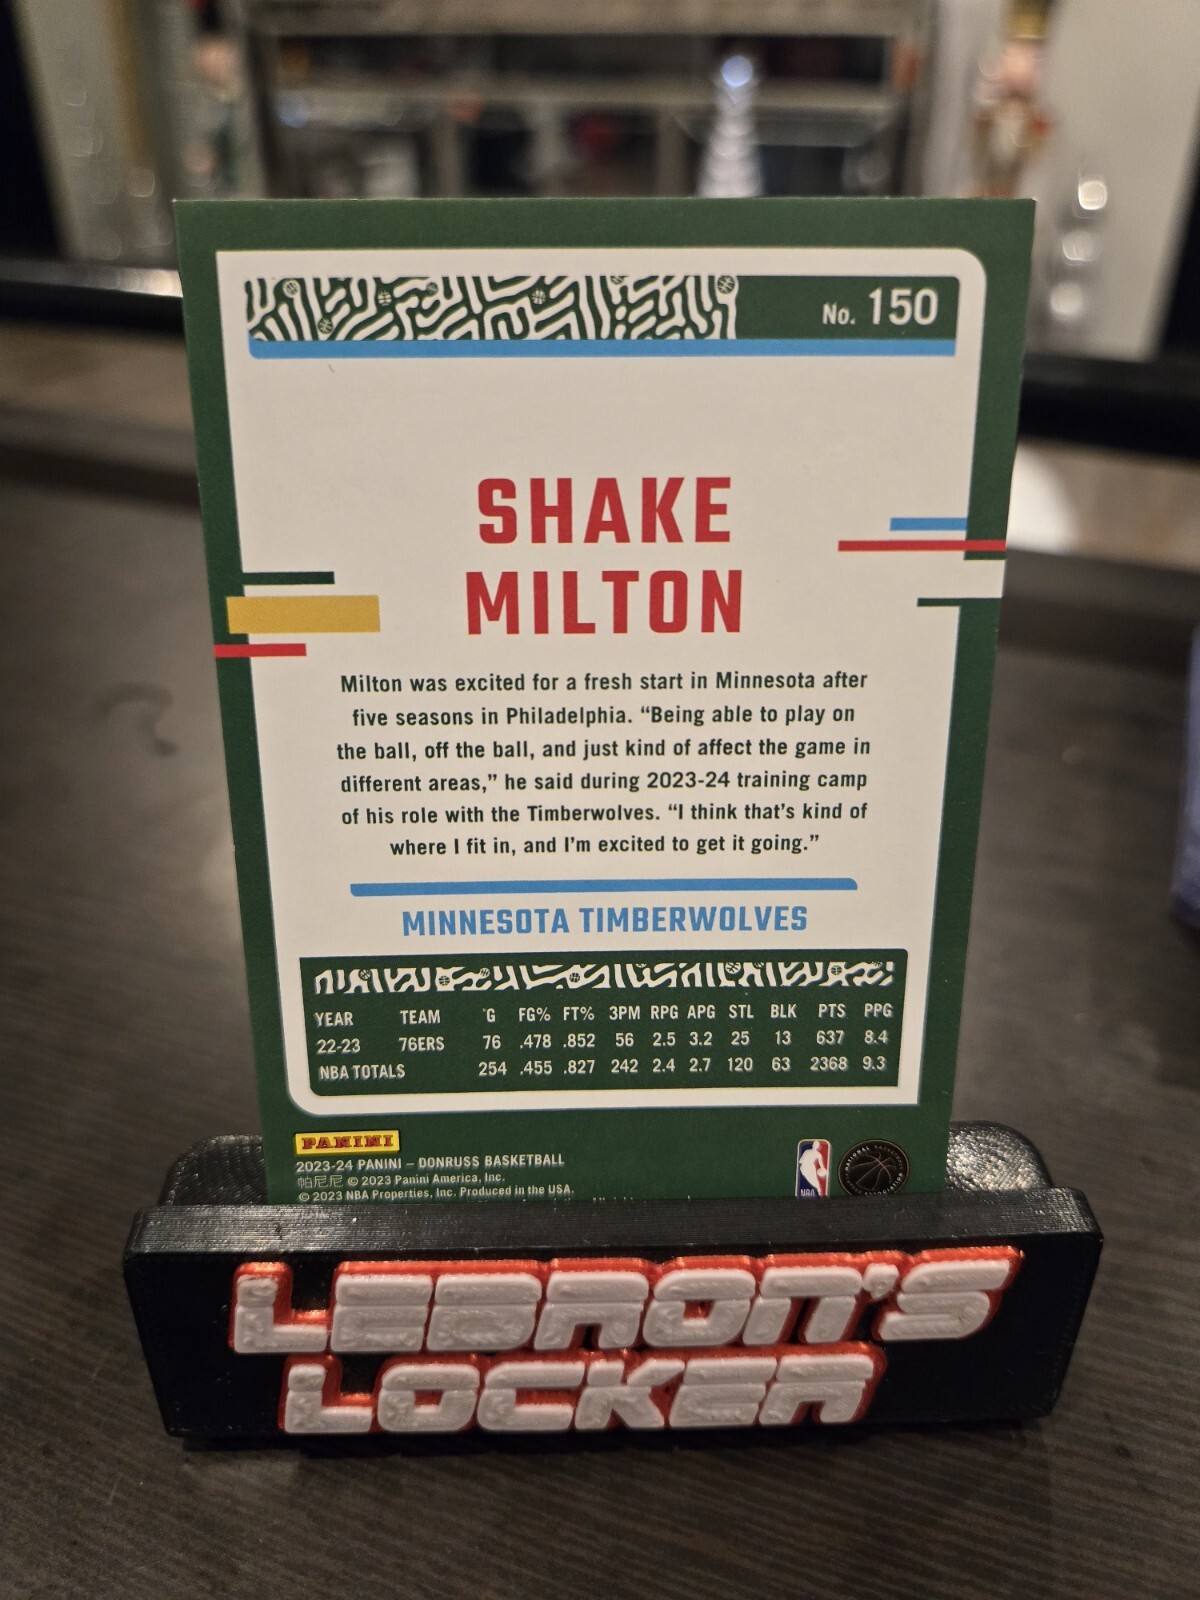 No. 150
SHAKE
MILTON
Milton was excited for a fresh start in Minnesota after
five seasons in Philadelphia. “Being able to play on
the ball, off the ball, and just kind of affect the game in
different areas,” he said during 2023-24 training camp
of his role with the Timberwolves. “I think that’s kind of
where I fit in, and I’m excited to get it going.”
MINNESOTA TIMBERWOLVES
YEAR TEAM G FG% FT% 3PM RPG APG STL BLK PTS PPG
22-23 76ERS 76 .478 .852 56 2.5 3.2 25 13 637 8.4
NBA TOTALS 254 .455 .827 242 2.4 2.7 120 63 2368 9.3
PANINI
2023-24 PANINI – DONRUSS BASKETBALL
帕尼尼 © 2023 Panini America, Inc.
© 2023 NBA Properties, Inc. Produced in the USA.
NBA
LEBRON'S
LOCKER